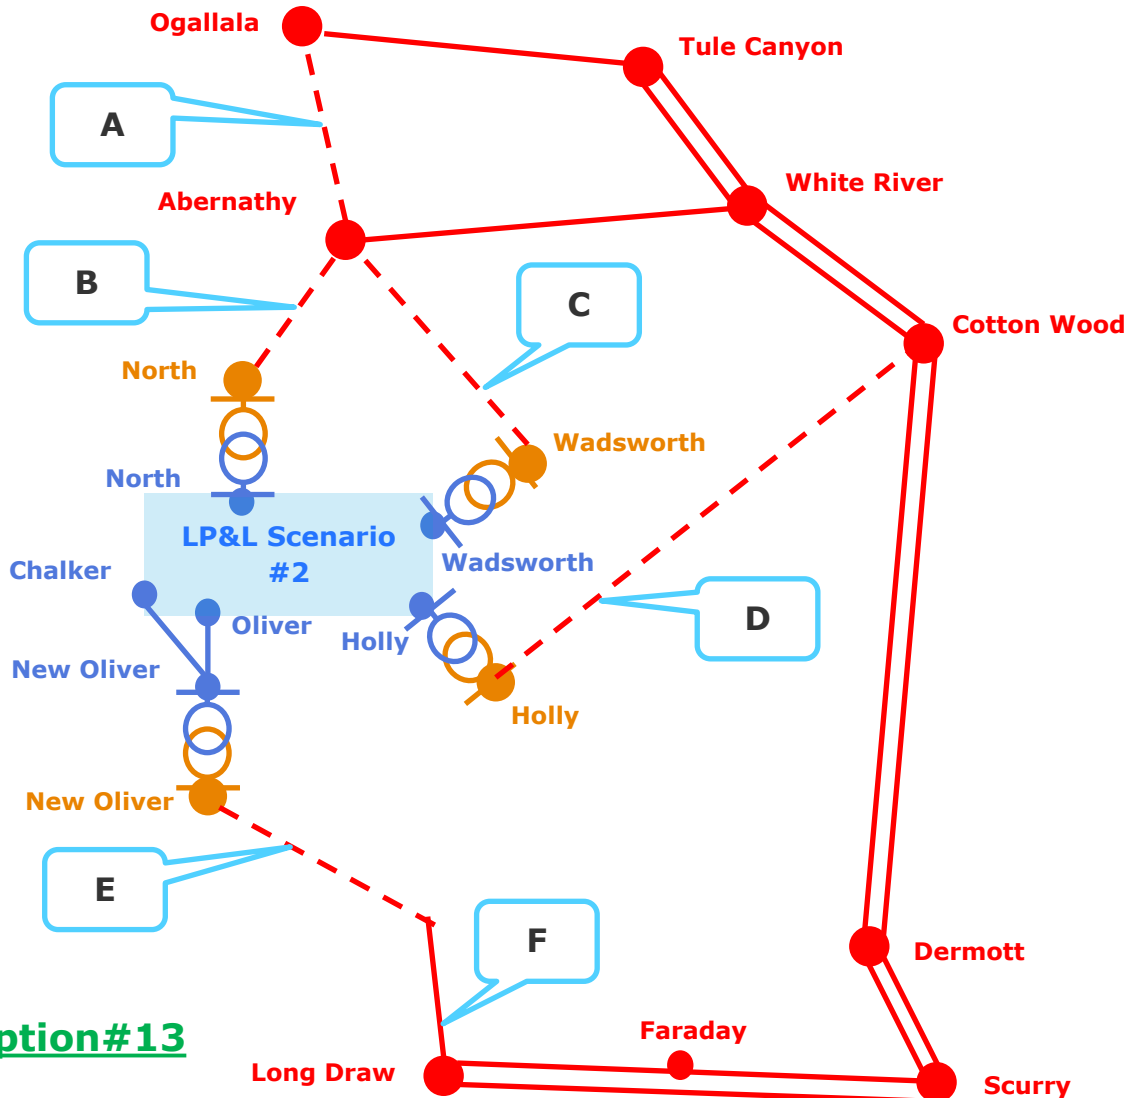 Ogallala
Tule Canyon
A
White River
Abernathy
B
C
Cotton Wood
North
Wadsworth
North
LP&L Scenario
#2
Wadsworth
Chalker
Oliver
Holly
D
New Oliver
Holly
New Oliver
E
F
Dermott
ption#13
Faraday
Long Draw
Scurry